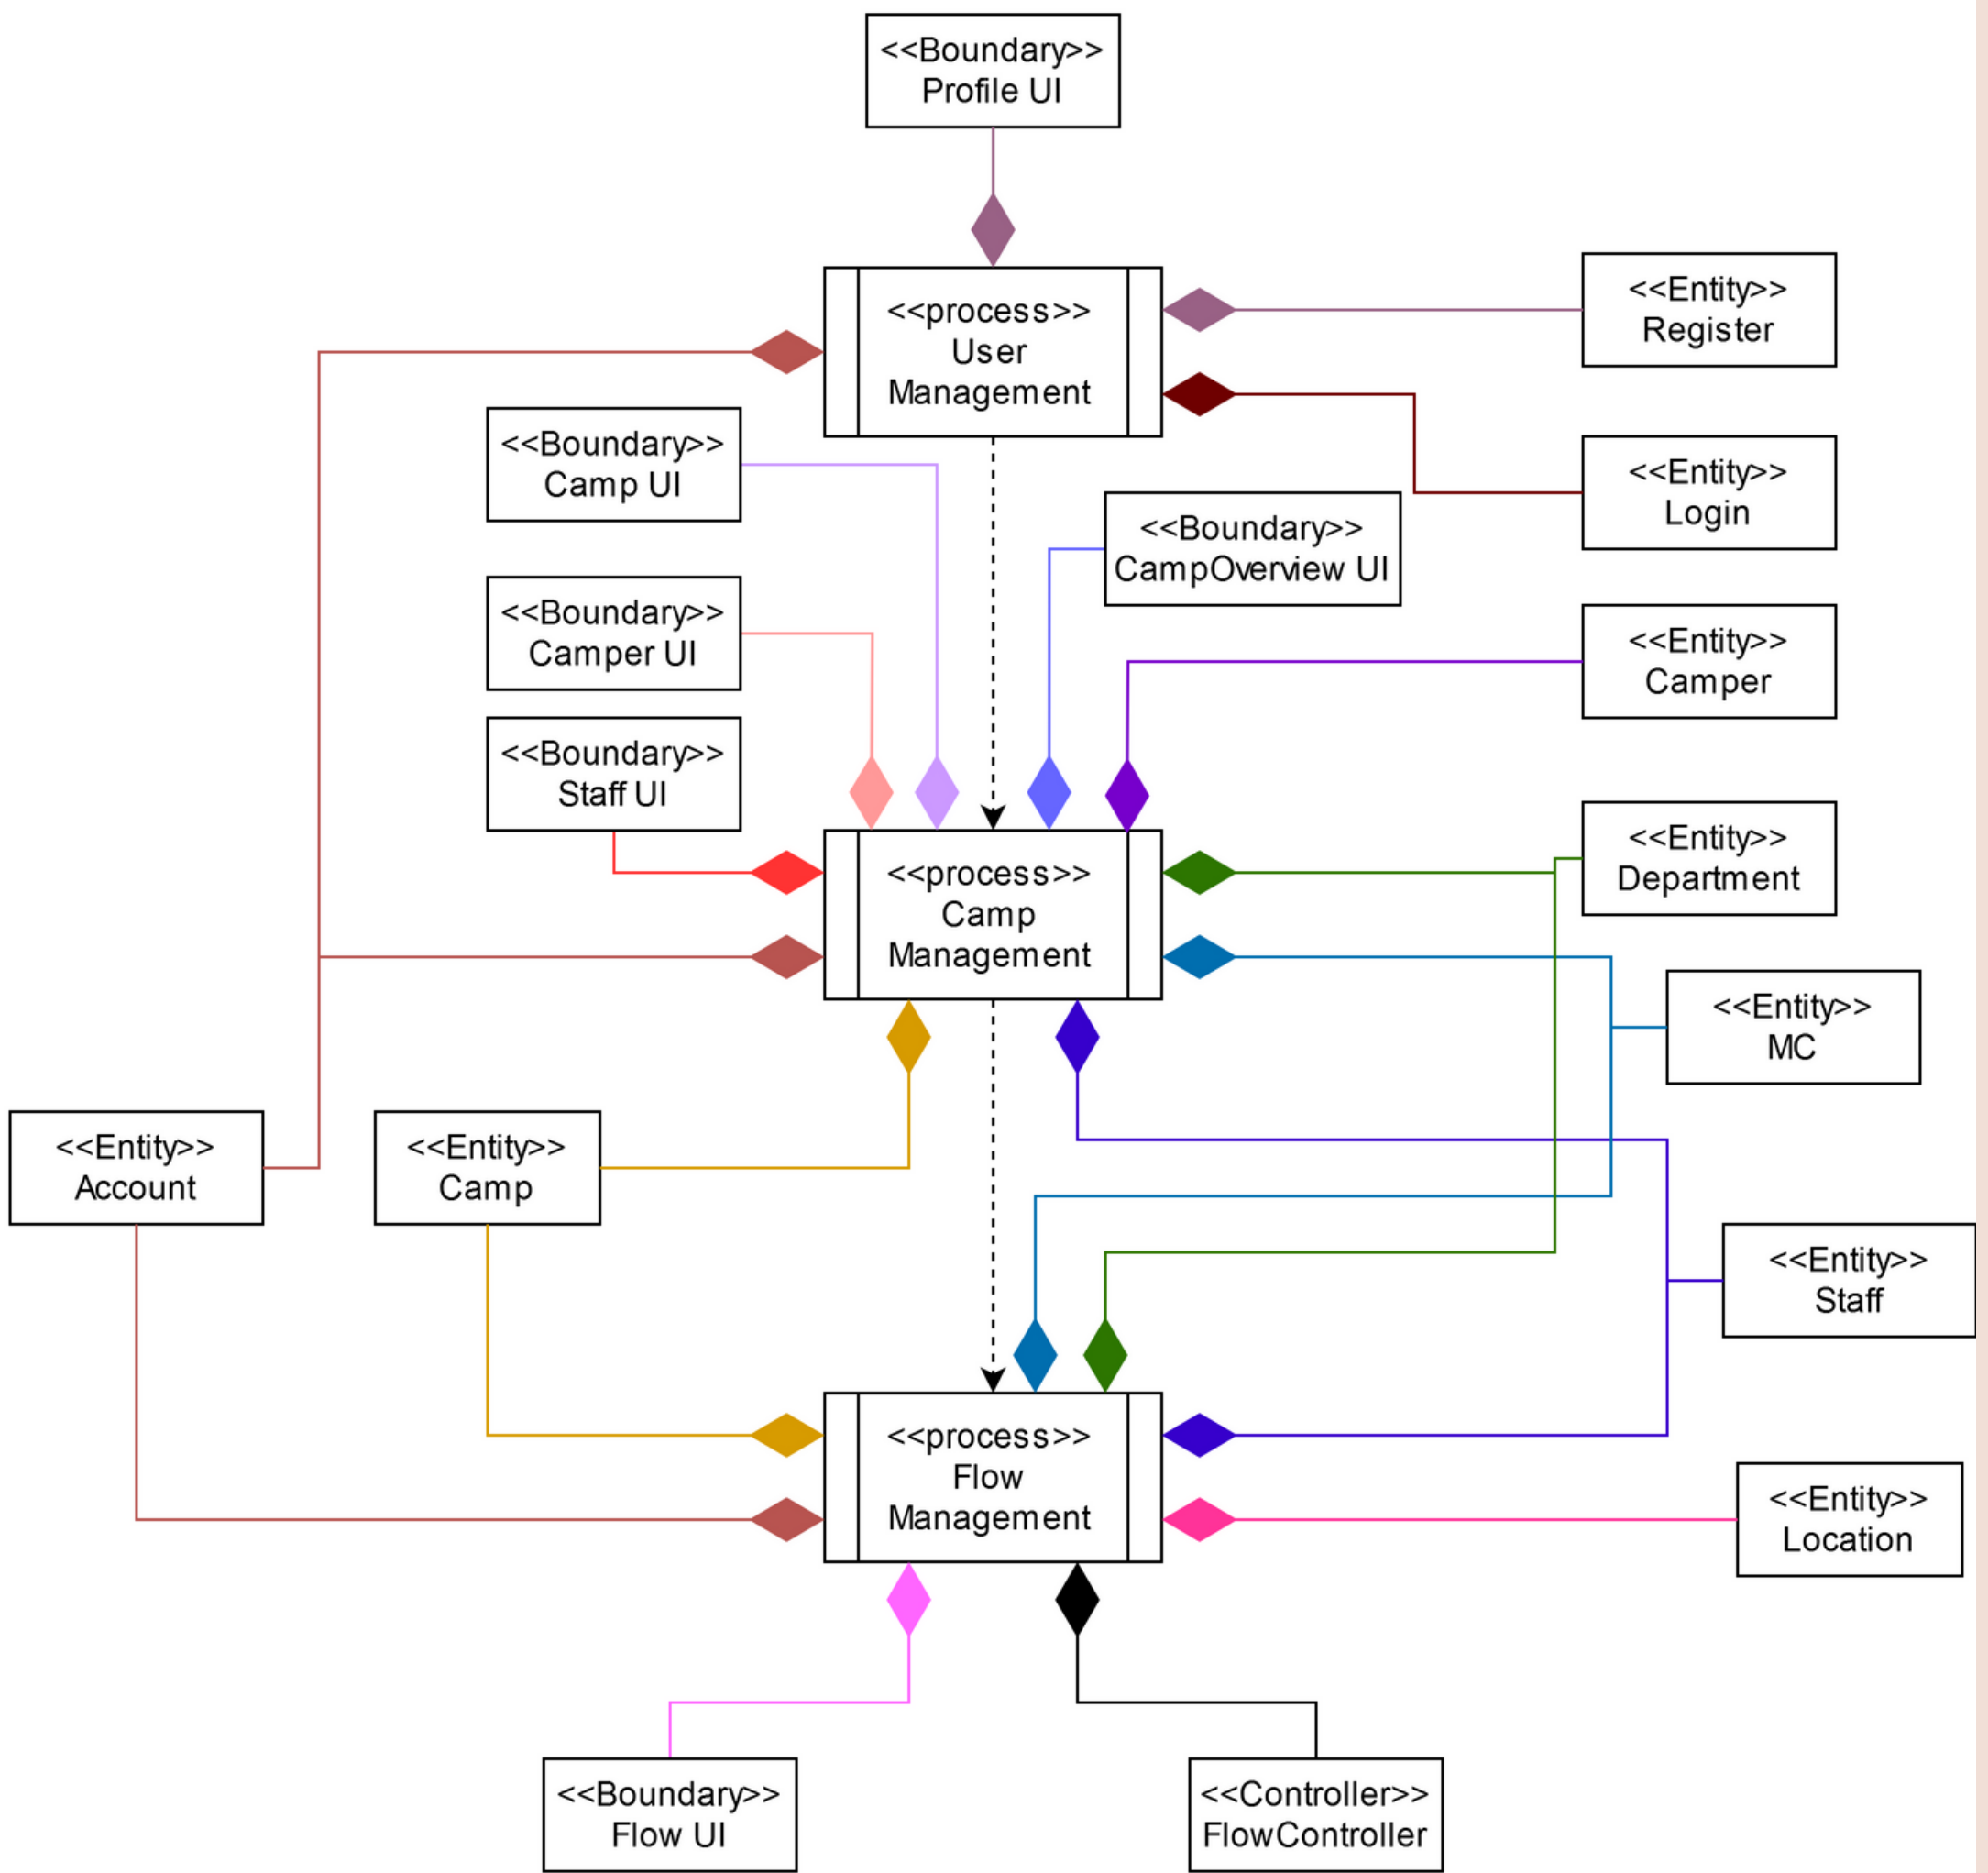 <<Boundary>>
Profile UI
<<process>>
User
Management
<<Entity>>
Register
<<Boundary>>
Camp UI
<<Entity>>
Login
<<Boundary>>
CampOverview UI
<<Boundary>>
Camper UI
<<Entity>>
Camper
<<Boundary>>
Staff UI
<<process>>
Camp
Management
<<Entity>>
Department
<<Entity>>
MC
<<Entity>>
Account
<<Entity>>
Camp
<<Entity>>
Staff
<<process>>
Flow
Management
<<Entity>>
Location
<<Boundary>>
Flow UI
<<Controller>>
FlowController